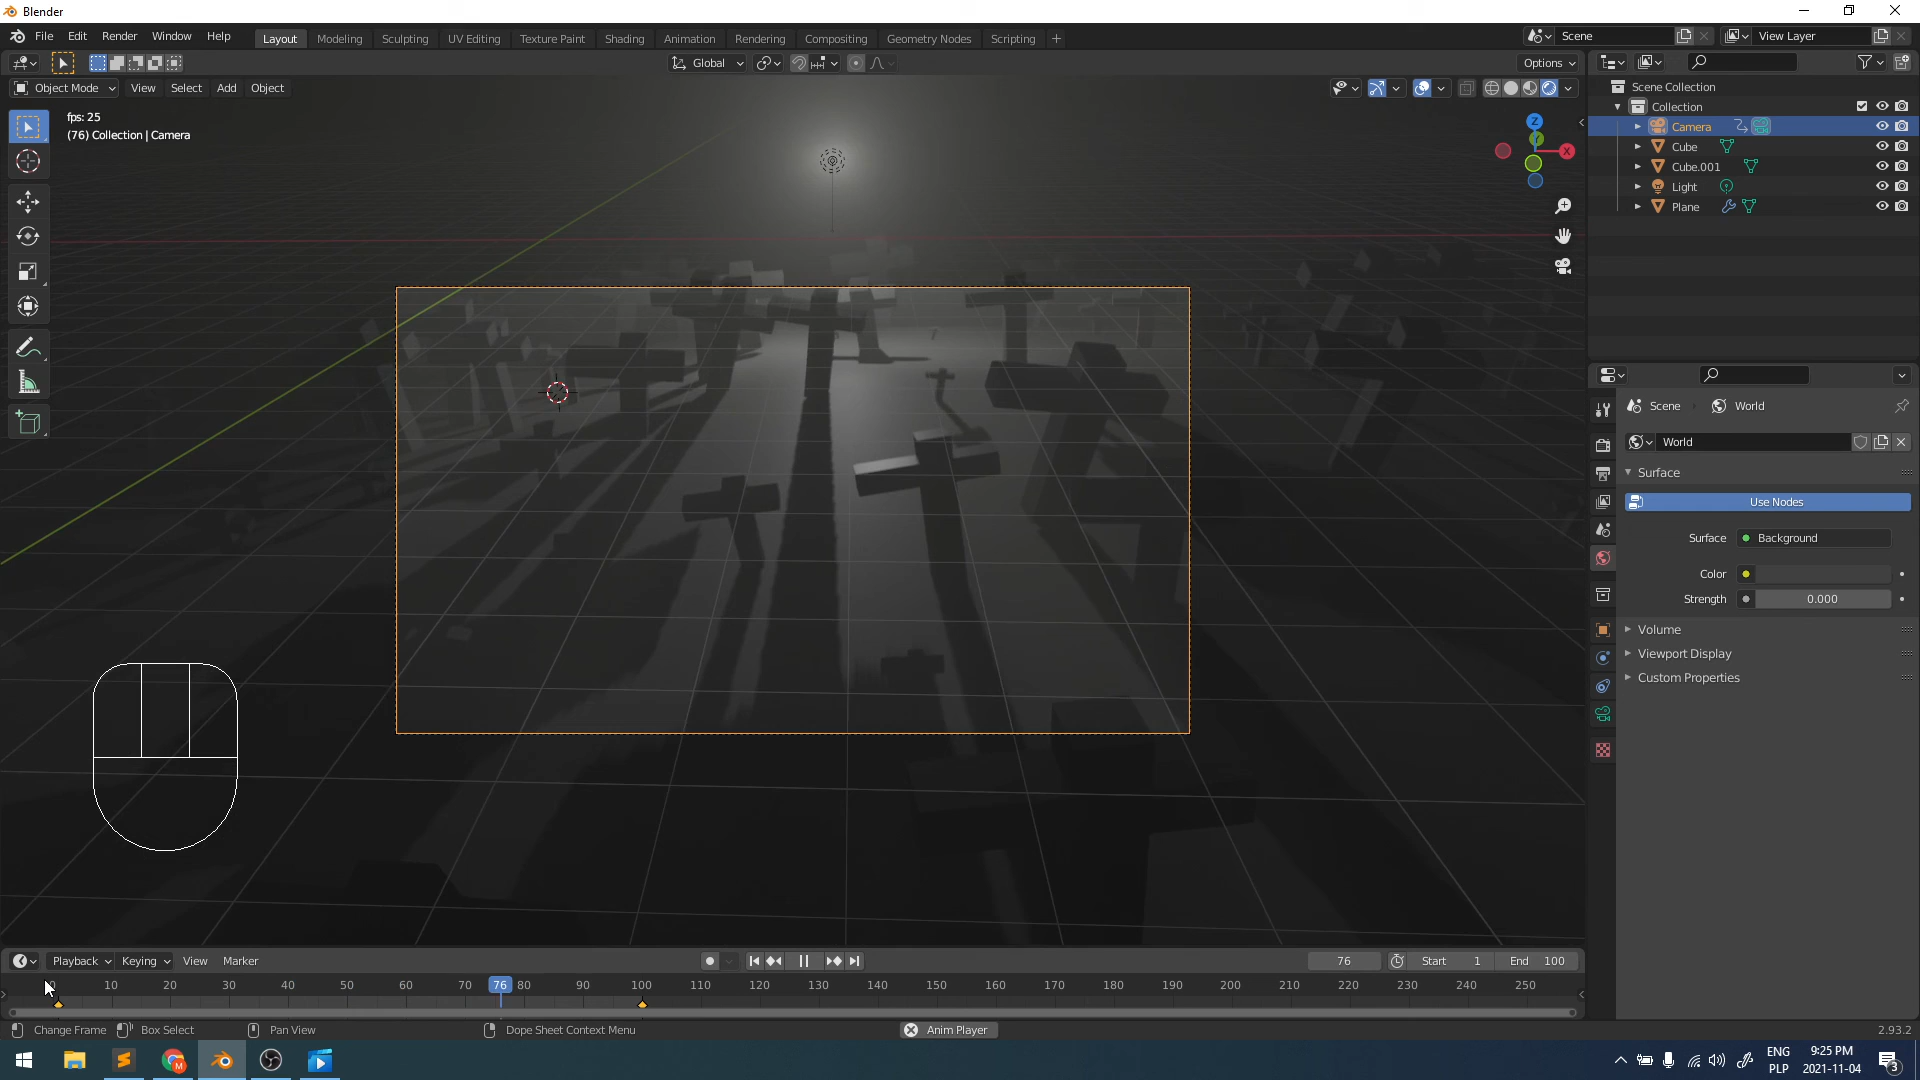 Blender
File Edit Render Window Help
Layout Modeling Sculpting UV Editing Texture Paint Shading Animation Rendering Compositing Geometry Nodes Scripting
Scene View Layer
Global Options
Object Mode View Select Add Object
fps: 25
(76) Collection | Camera
Z
X
Scene Collection
Collection
Camera
Cube
Cube.001
Light
Plane
Scene World
World
Surface
Use Nodes
Surface Background
Color
Strength 0.000
Volume
Viewport Display
Custom Properties
Playback Keying View Marker 76 Start 1 End 100
0 10 20 30 40 50 60 70 76 80 90 100 110 120 130 140 150 160 170 180 190 200 210 220 230 240 250
Change Frame Box Select Pan View Dope Sheet Context Menu Anim Player 2.93.2
ENG
PLP
9:25 PM
2021-11-04
3